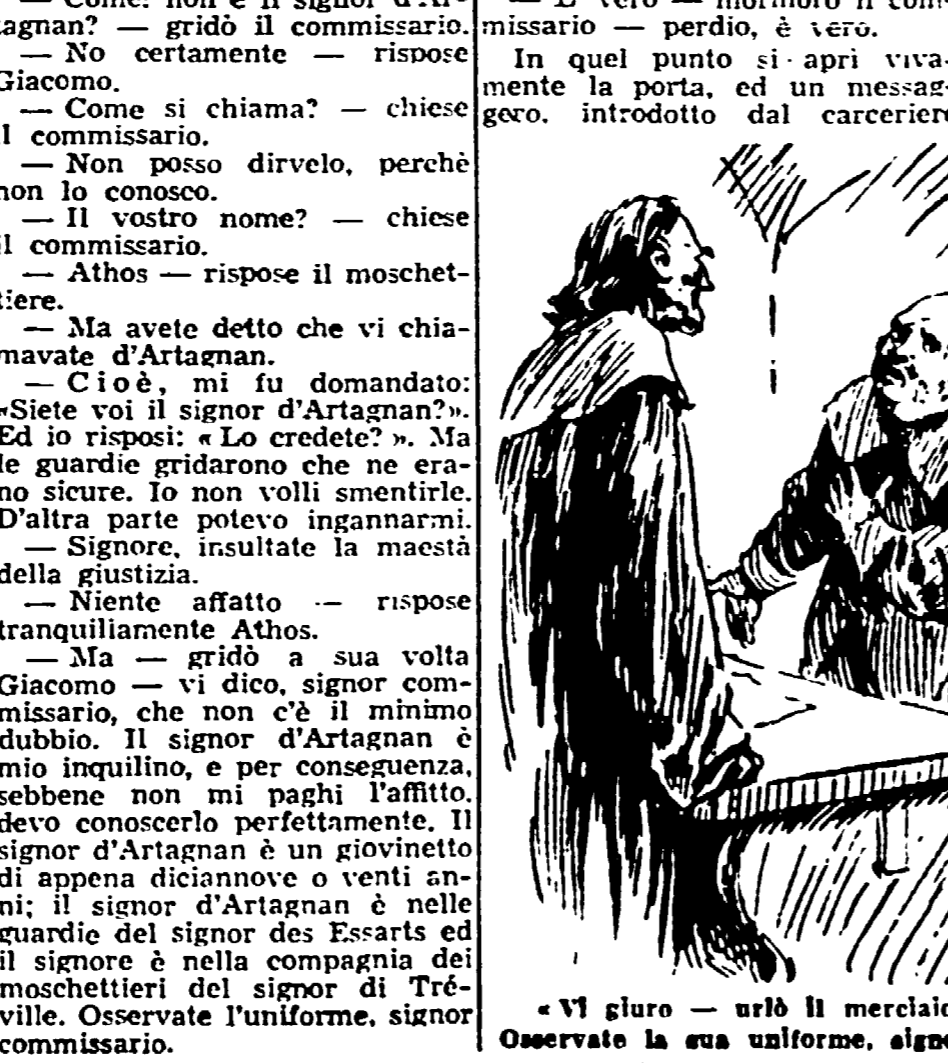 — Come? non è il signor d'Ar-
tagnan? — gridò il commissario.
— No certamente — rispose
Giacomo.
— Come si chiama? — chiese
il commissario.
— Non posso dirvelo, perchè
non lo conosco.
— Il vostro nome? — chiese
il commissario.
— Athos — rispose il moschet-
tiere.
— Ma avete detto che vi chia-
mavate d'Artagnan.
— Cioè, mi fu domandato:
«Siete voi il signor d'Artagnan?».
Ed io risposi: « Lo credete? ». Ma
le guardie gridarono che ne era-
no sicure. Io non volli smentirle.
D'altra parte potevo ingannarmi.
— Signore, insultate la maestà
della giustizia.
— Niente affatto — rispose
tranquillamente Athos.
— Ma — gridò a sua volta
Giacomo — vi dico, signor com-
missario, che non c'è il minimo
dubbio. Il signor d'Artagnan è
mio inquilino, e per conseguenza,
sebbene non mi paghi l'affitto,
devo conoscerlo perfettamente. Il
signor d'Artagnan è un giovinetto
di appena diciannove o venti an-
ni; il signor d'Artagnan è nelle
guardie del signor des Essarts ed
il signore è nella compagnia dei
moschettieri del signor di Tré-
ville. Osservate l'uniforme, signor
commissario.
— È vero — mormorò il com-
missario — perdio, è vero.
In quel punto si aprì viva-
mente la porta, ed un messag-
gero, introdotto dal carceriere
« Vi giuro — urlò il merciaio
Osservate la sua uniforme, signo